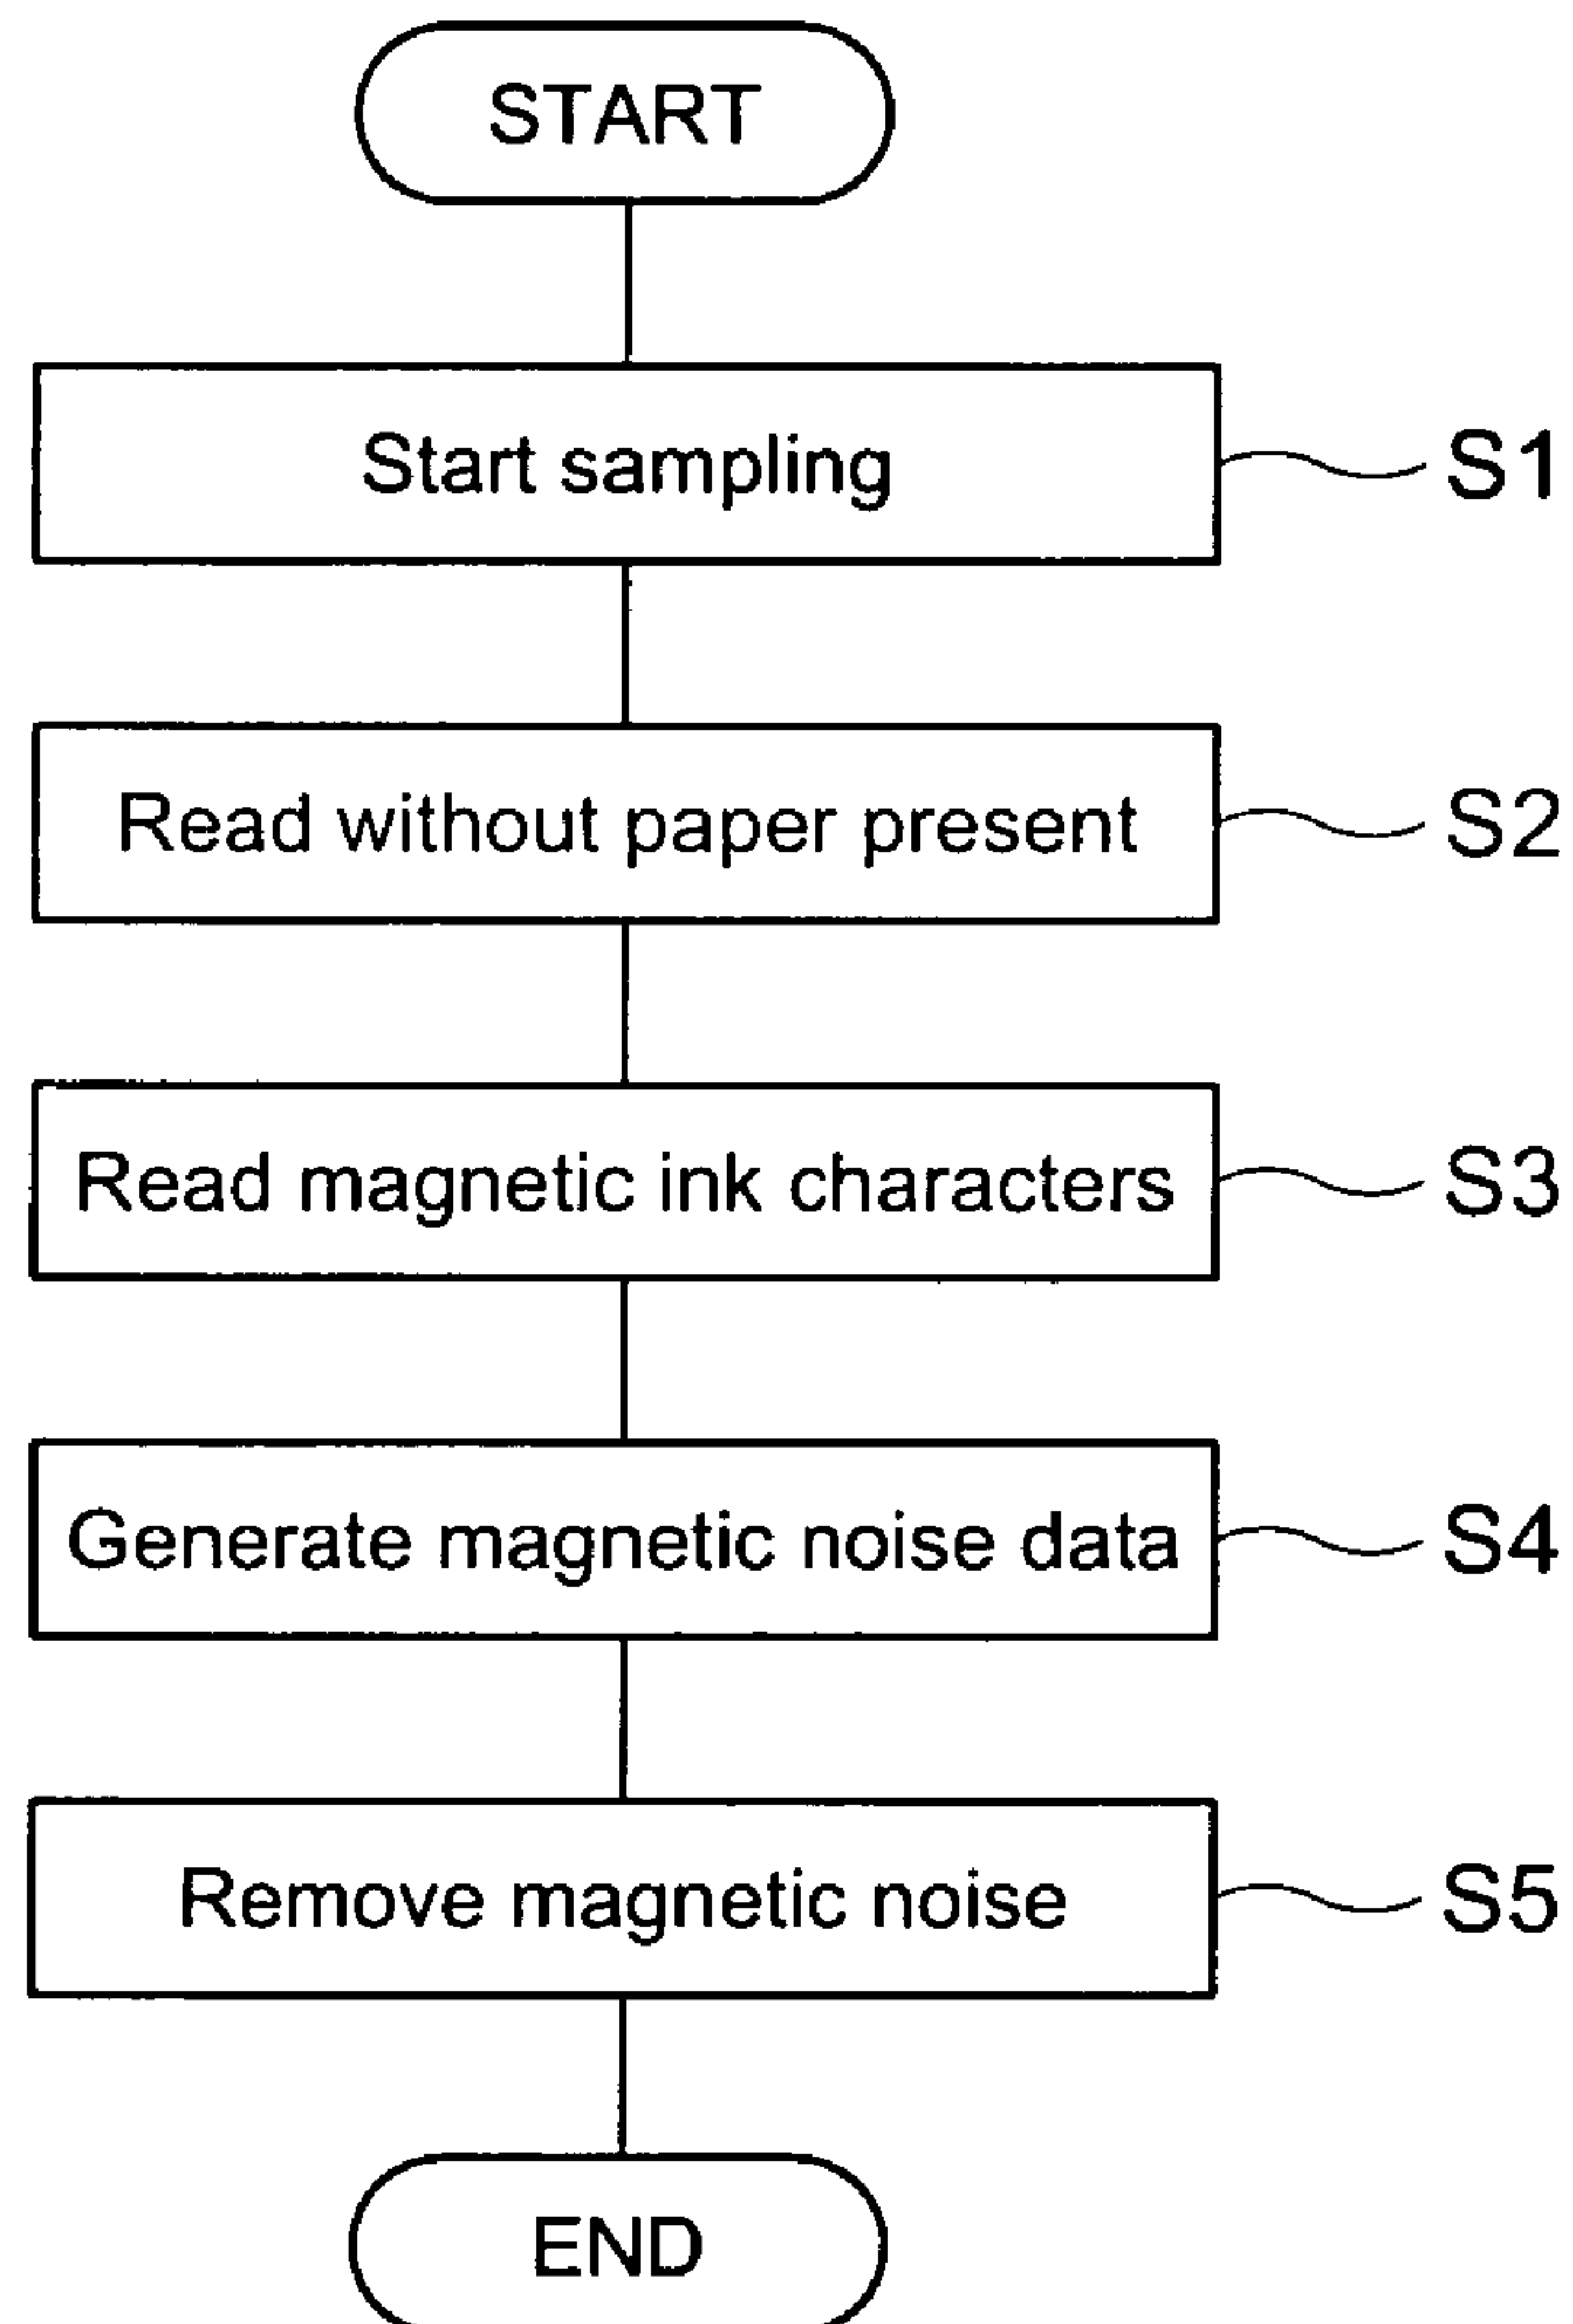 START
Start sampling S1
Read without paper present S2
Read magnetic ink characters S3
Generate magnetic noise data S4
Remove magnetic noise S5
END